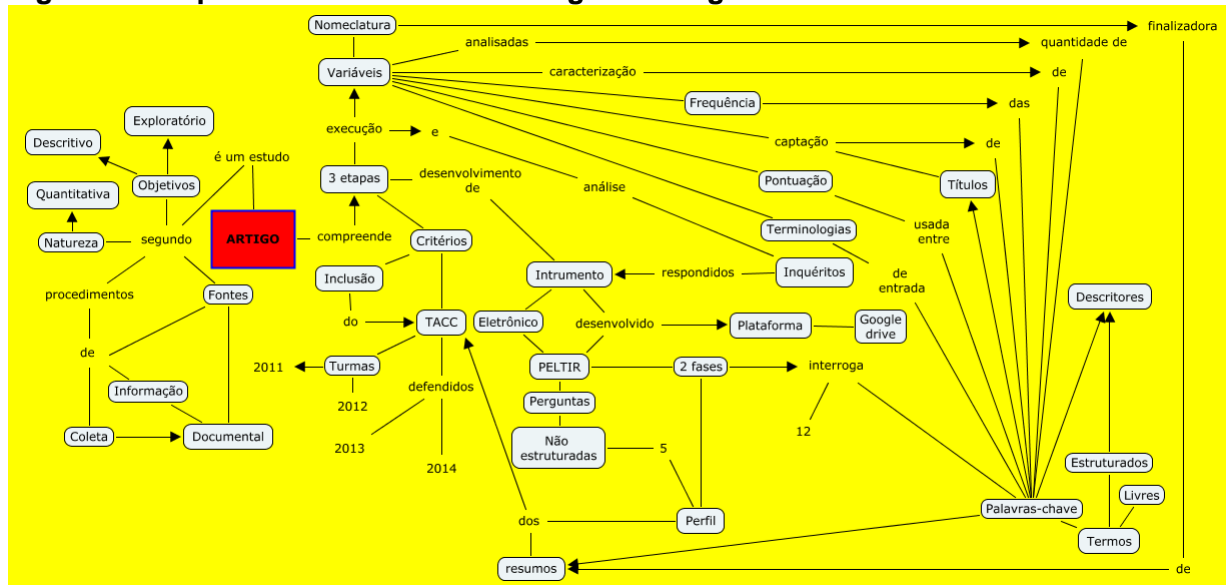 Nomeclatura
finalizadora
analisadas
quantidade de
Variáveis
caracterização
de
Frequência
das
Exploratório
execução
e
captação
de
Descritivo
é um estudo
3 etapas
desenvolvimento
de
análise
Pontuação
Títulos
Objetivos
Quantitativa
Natureza
segundo
ARTIGO
compreende
Critérios
Terminologias
usada
entre
Inclusão
Intrumento
respondidos
Inquéritos
de
entrada
procedimentos
Fontes
Descritores
do
TACC
Eletrônico
desenvolvido
Plataforma
Google
drive
de
2011
Turmas
PELTIR
2 fases
interroga
Informação
2012
defendidos
Perguntas
12
Coleta
Documental
2013
2014
Não
estruturadas
5
Estruturados
Livres
dos
Perfil
Palavras-chave
Termos
resumos
de